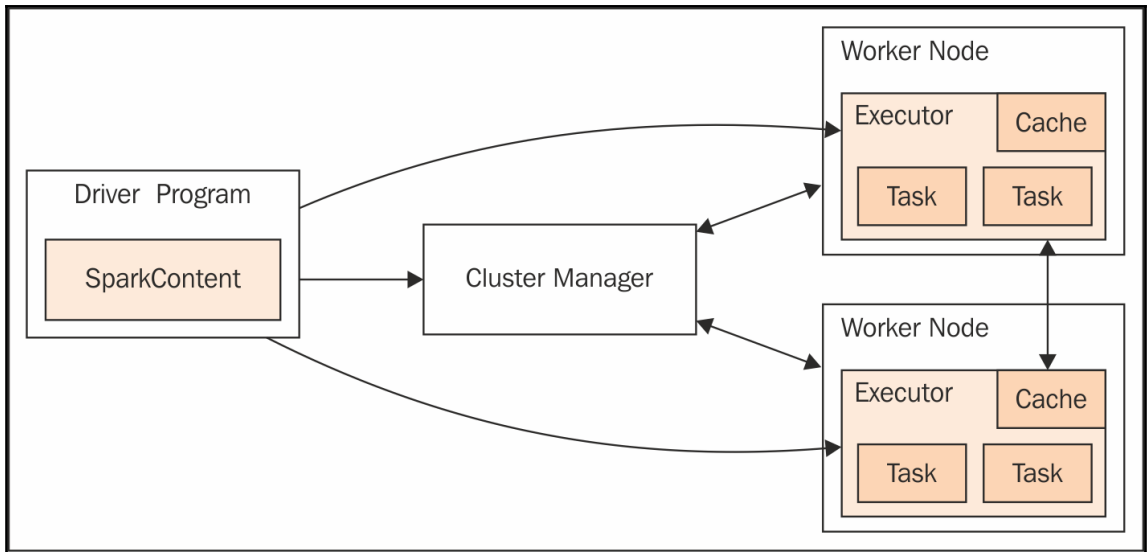 Driver Program
SparkContent
Cluster Manager
Worker Node
Executor
Cache
Task
Task
Worker Node
Executor
Cache
Task
Task